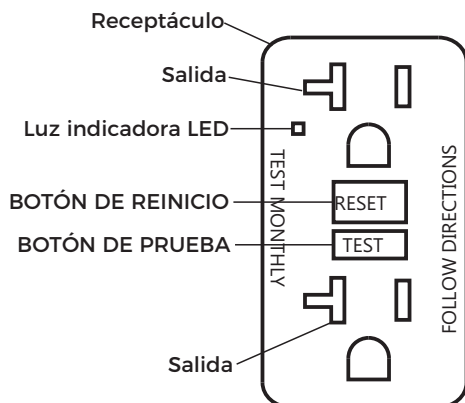 Receptáculo
Salida
Luz indicadora LED
BOTÓN DE REINICIO
BOTÓN DE PRUEBA
Salida
TEST MONTHLY
RESET
TEST
FOLLOW DIRECTIONS